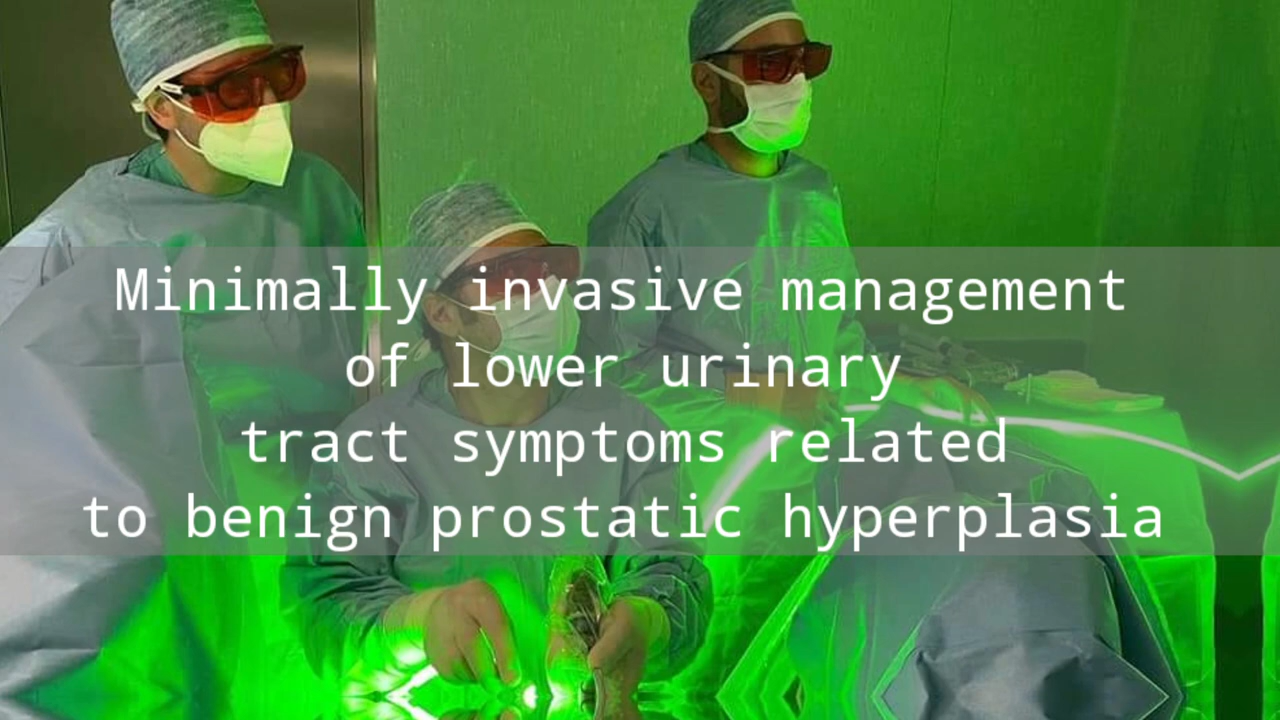 Minimally invasive management
of lower urinary
tract symptoms related
to benign prostatic hyperplasia